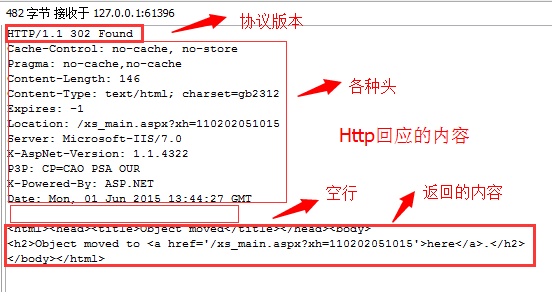 482 字节 接收于 127.0.0.1:61396
协议版本
HTTP/1.1 302 Found
Cache-Control: no-cache, no-store
Pragma: no-cache,no-cache
Content-Length: 146
Content-Type: text/html; charset=gb2312
各种头
Expires: -1
Location: /xs_main.aspx?xh=110202051015
Server: Microsoft-IIS/7.0
Http回应的内容
X-AspNet-Version: 1.1.4322
P3P: CP=CAO PSA OUR
X-Powered-By: ASP.NET
Date: Mon, 01 Jun 2015 13:44:27 GMT
空行
返回的内容
<html><head><title>Object moved</title></head><body>
<h2>Object moved to <a href='/xs_main.aspx?xh=110202051015'>here</a>.</h2>
</body></html>